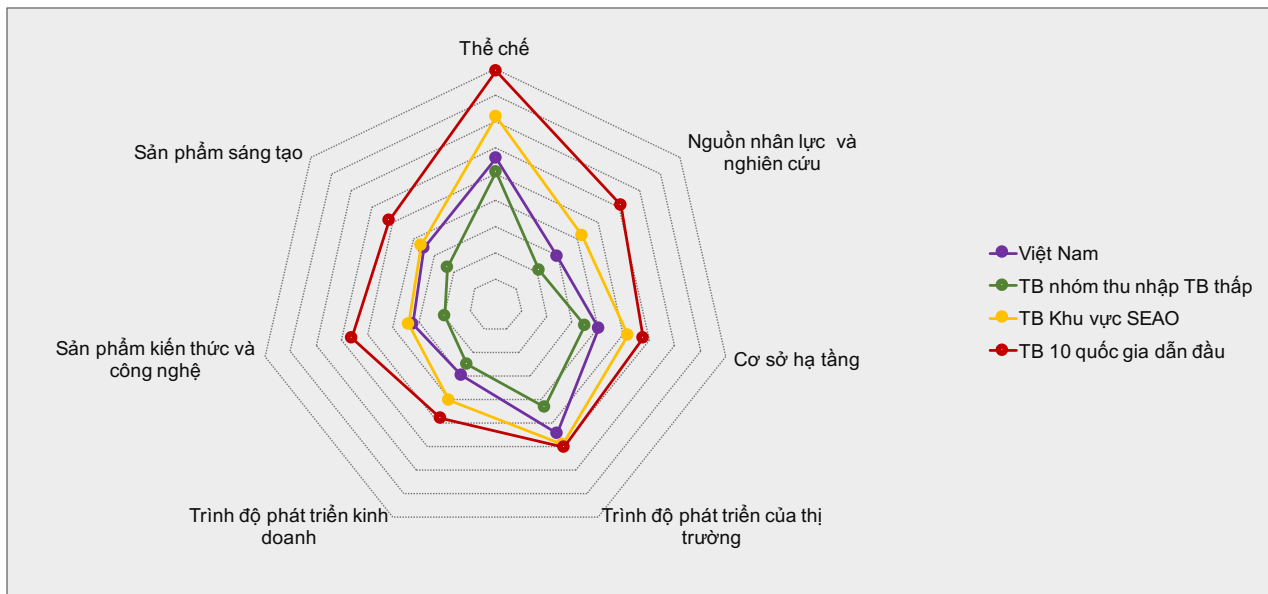 Thể chế
Nguồn nhân lực và
nghiên cứu
Cơ sở hạ tầng
Trình độ phát triển của thị
trường
Trình độ phát triển kinh
doanh
Sản phẩm kiến thức và
công nghệ
Sản phẩm sáng tạo
Việt Nam
TB nhóm thu nhập TB thấp
TB Khu vực SEAO
TB 10 quốc gia dẫn đầu